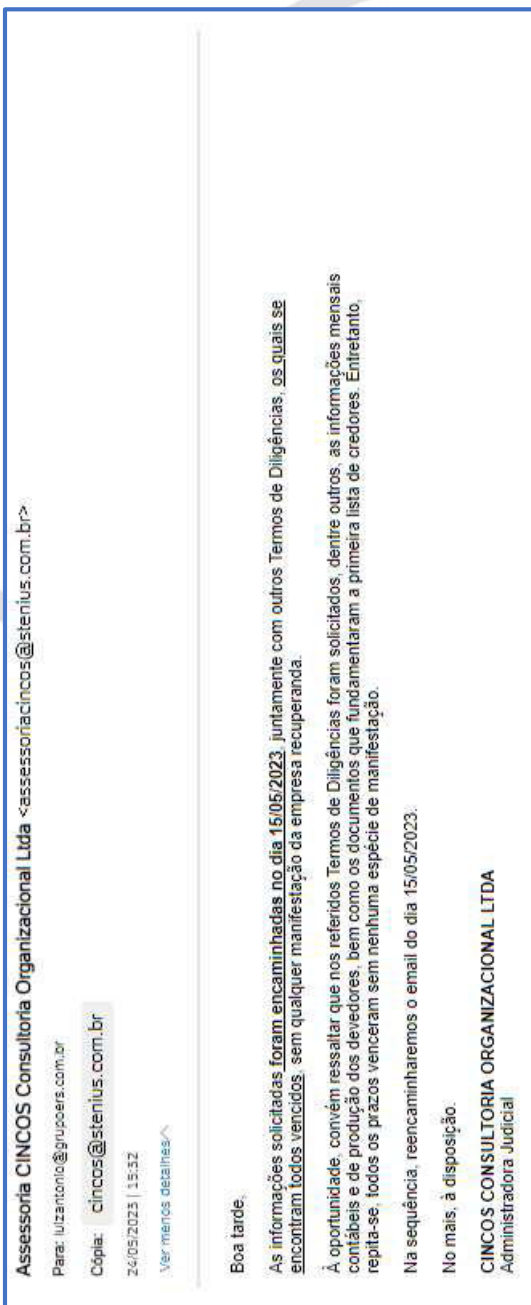 Assessoria CINCOS Consultoria Organizacional Ltda <assessoriacincos@stenius.com.br>
Para: luizantonio@grupoers.com.br
Cópia: cincos@stenius.com.br
24/05/2023 | 15:32
Ver menos detalhes
Boa tarde,
As informações solicitadas foram encaminhadas no dia 15/05/2023, juntamente com outros Termos de Diligências, os quais se
encontram todos vencidos, sem qualquer manifestação da empresa recuperanda.
À oportunidade, convém ressaltar que nos referidos Termos de Diligências foram solicitados, dentre outros, as informações mensais
contábeis e de produção dos devedores, bem como os documentos que fundamentaram a primeira lista de credores. Entretanto,
repita-se, todos os prazos venceram sem nenhuma espécie de manifestação.
Na sequência, reencaminharemos o email do dia 15/05/2023.
No mais, à disposição.
CINCOS CONSULTORIA ORGANIZACIONAL LTDA
Administradora Judicial